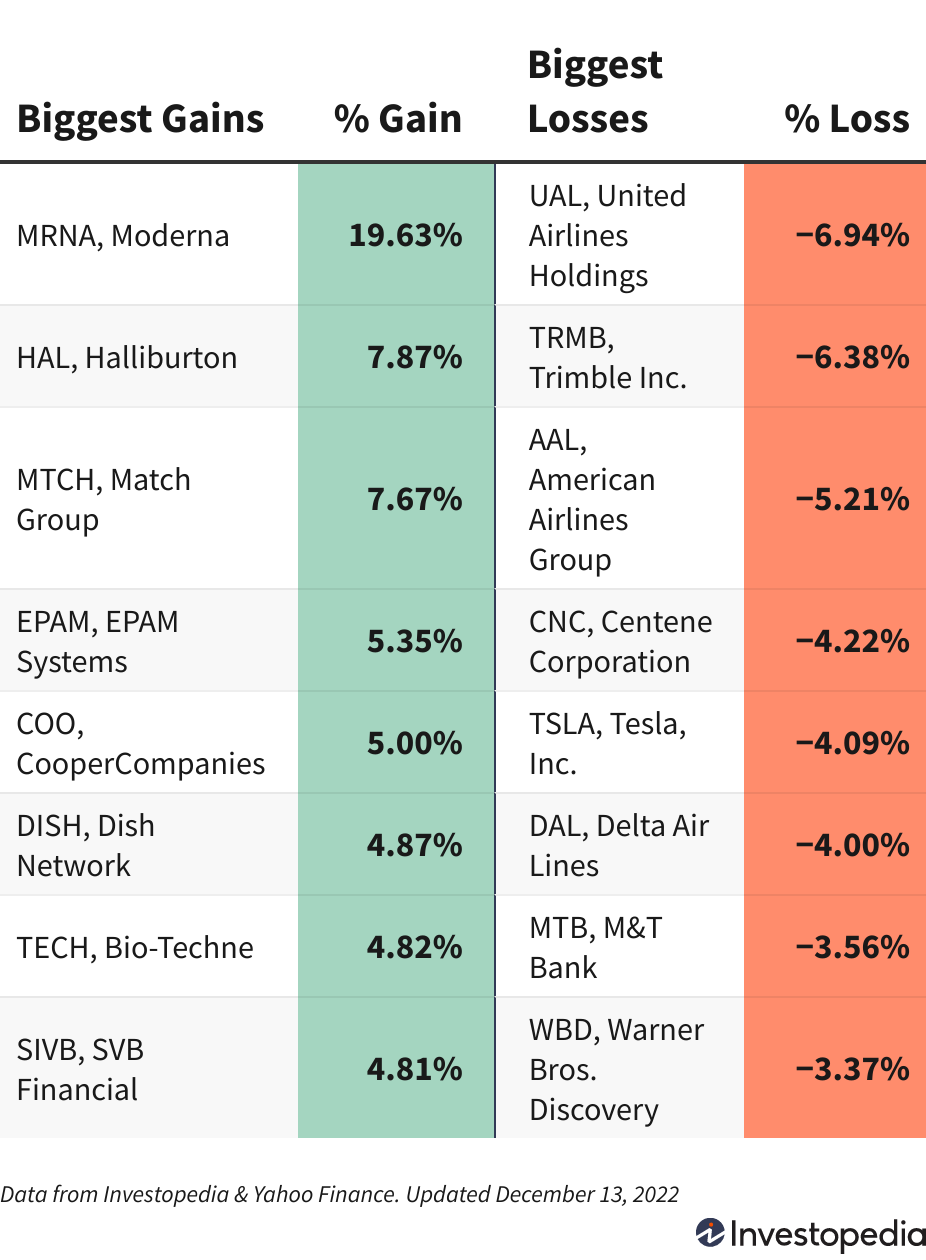 Biggest Gains % Gain Biggest Losses % Loss
MRNA, Moderna 19.63% UAL, United Airlines Holdings −6.94%
HAL, Halliburton 7.87% TRMB, Trimble Inc. −6.38%
MTCH, Match Group 7.67% AAL, American Airlines Group −5.21%
EPAM, EPAM Systems 5.35% CNC, Centene Corporation −4.22%
COO, CooperCompanies 5.00% TSLA, Tesla, Inc. −4.09%
DISH, Dish Network 4.87% DAL, Delta Air Lines −4.00%
TECH, Bio-Techne 4.82% MTB, M&T Bank −3.56%
SIVB, SVB Financial 4.81% WBD, Warner Bros. Discovery −3.37%
Data from Investopedia & Yahoo Finance. Updated December 13, 2022
Investopedia